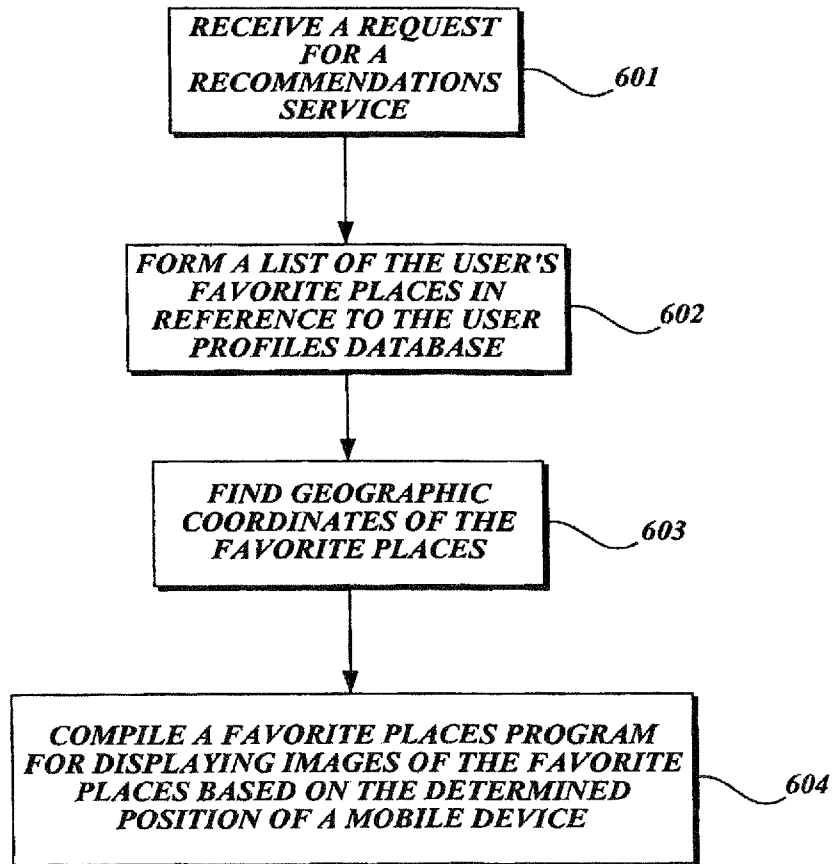 RECEIVE A REQUEST
FOR A
RECOMMENDATIONS
SERVICE
601
FORM A LIST OF THE USER'S
FAVORITE PLACES IN
REFERENCE TO THE USER
PROFILES DATABASE
602
FIND GEOGRAPHIC
COORDINATES OF THE
FAVORITE PLACES
603
COMPILE A FAVORITE PLACES PROGRAM
FOR DISPLAYING IMAGES OF THE FAVORITE
PLACES BASED ON THE DETERMINED
POSITION OF A MOBILE DEVICE
604